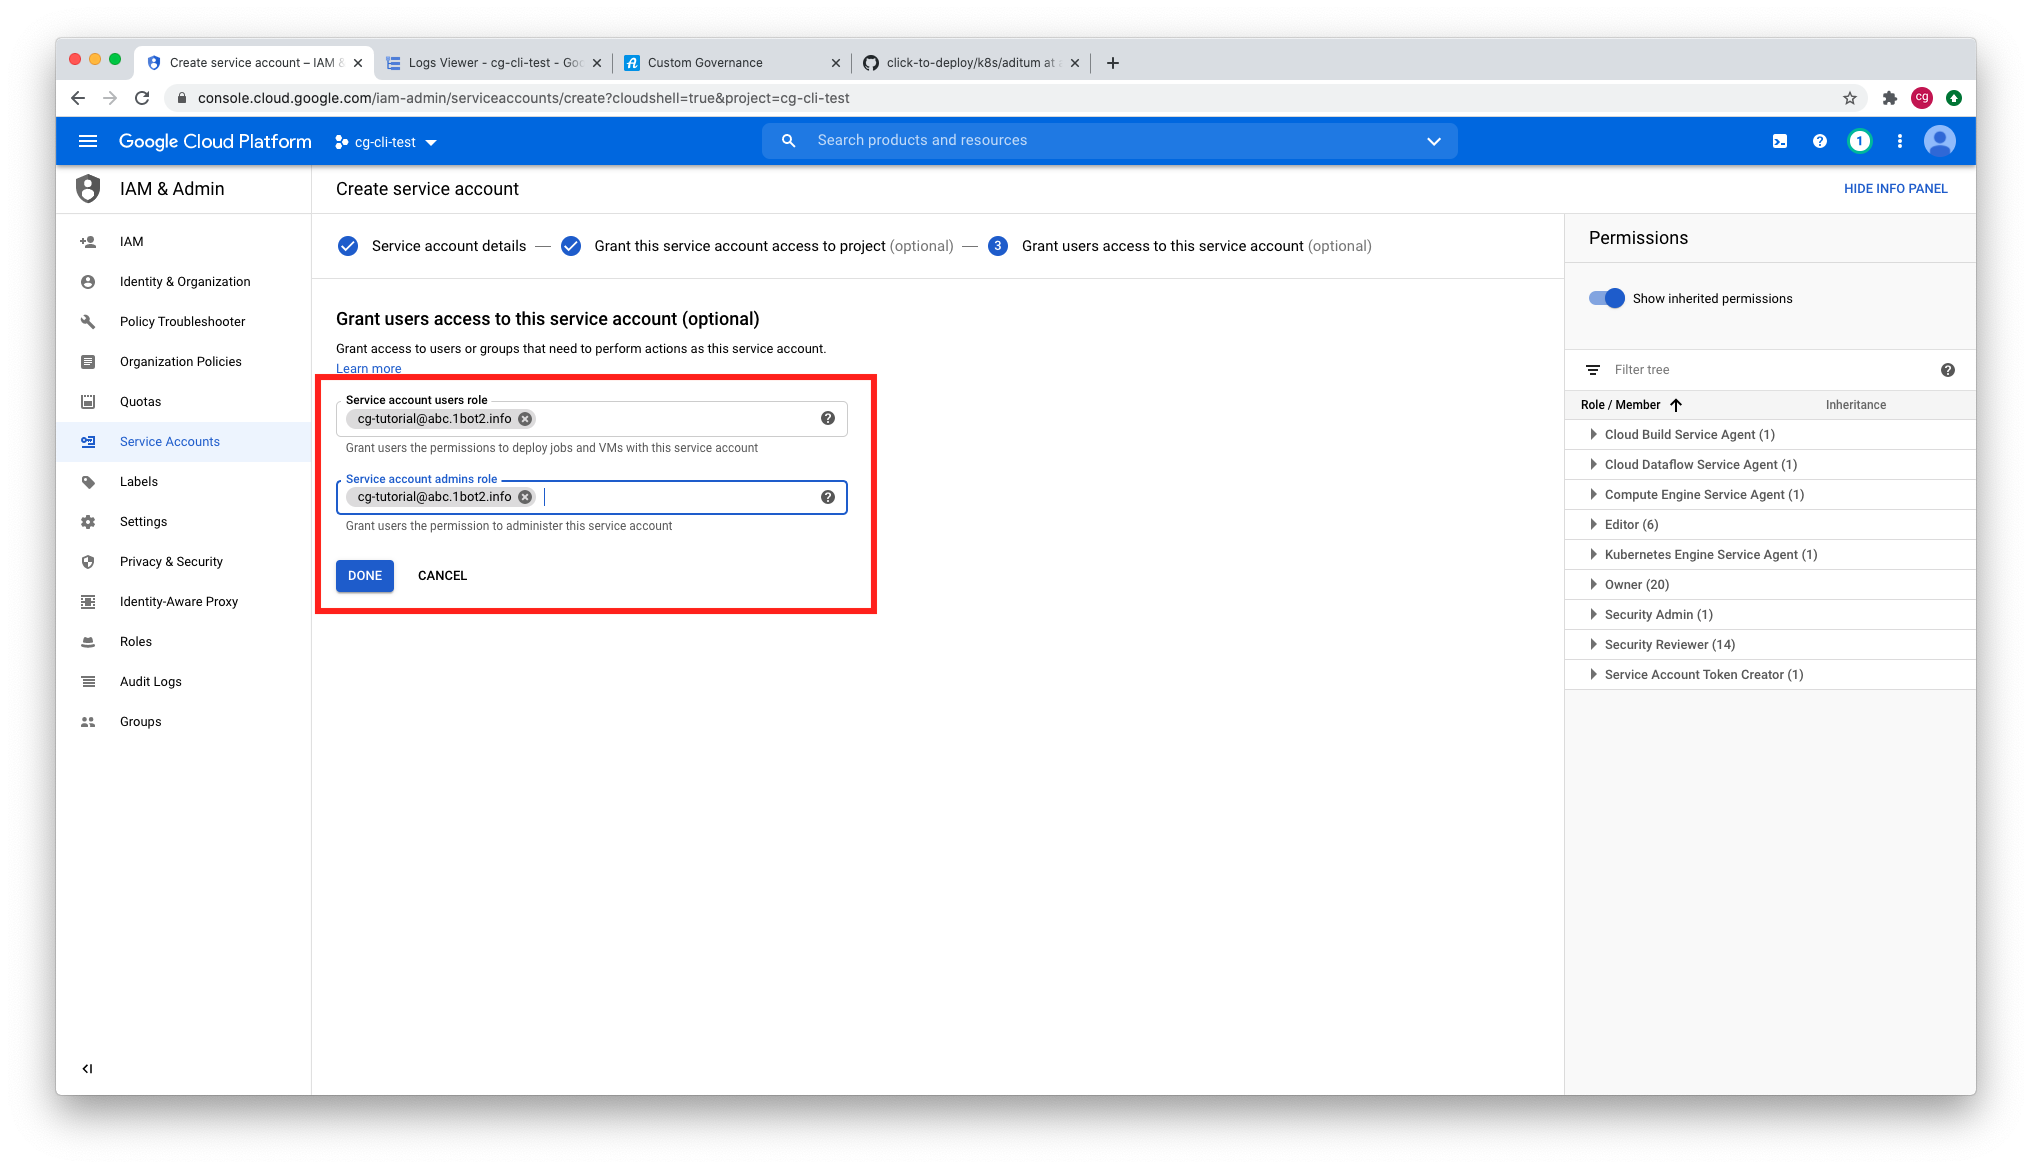 Create service account – IAM &
Logs Viewer - cg-cli-test - Goo
Custom Governance
click-to-deploy/k8s/aditum at
console.cloud.google.com/iam-admin/serviceaccounts/create?cloudshell=true&project=cg-cli-test
cg
Google Cloud Platform
cg-cli-test
Search products and resources
1
IAM & Admin
Create service account
HIDE INFO PANEL
IAM
Identity & Organization
Policy Troubleshooter
Organization Policies
Quotas
Service Accounts
Labels
Settings
Privacy & Security
Identity-Aware Proxy
Roles
Audit Logs
Groups
Service account details — Grant this service account access to project (optional) — 3 Grant users access to this service account (optional)
Grant users access to this service account (optional)
Grant access to users or groups that need to perform actions as this service account.
Learn more
Service account users role
cg-tutorial@abc.1bot2.info
Grant users the permissions to deploy jobs and VMs with this service account
Service account admins role
cg-tutorial@abc.1bot2.info
Grant users the permission to administer this service account
DONE CANCEL
Permissions
Show inherited permissions
Filter tree
Role / Member Inheritance
Cloud Build Service Agent (1)
Cloud Dataflow Service Agent (1)
Compute Engine Service Agent (1)
Editor (6)
Kubernetes Engine Service Agent (1)
Owner (20)
Security Admin (1)
Security Reviewer (14)
Service Account Token Creator (1)